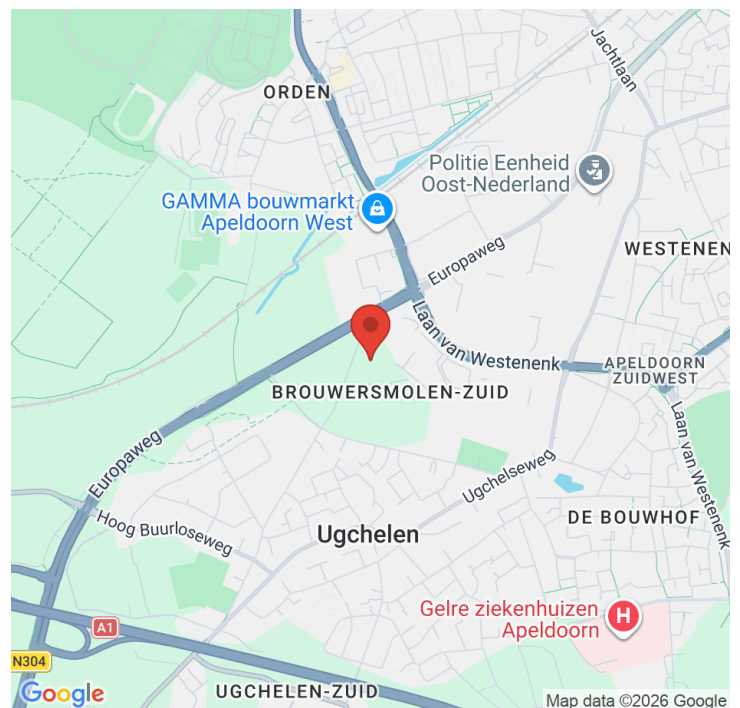 Jachtlaan
ORDEN
Politie Eenheid
Oost-Nederland
GAMMA bouwmarkt
Apeldoorn West
WESTENEN
Europaweg
Laan van Westenenk
APELDOORN
ZUIDWEST
BROUWERSMOLEN-ZUID
Laan van Westenenk
Europaweg
Ugchelseweg
Hoog Buurloseweg
Ugchelen
DE BOUWHOF
Gelre ziekenhuizen
Apeldoorn
H
A1
N304
UGCHELEN-ZUID
Google
Map data ©2026 Google